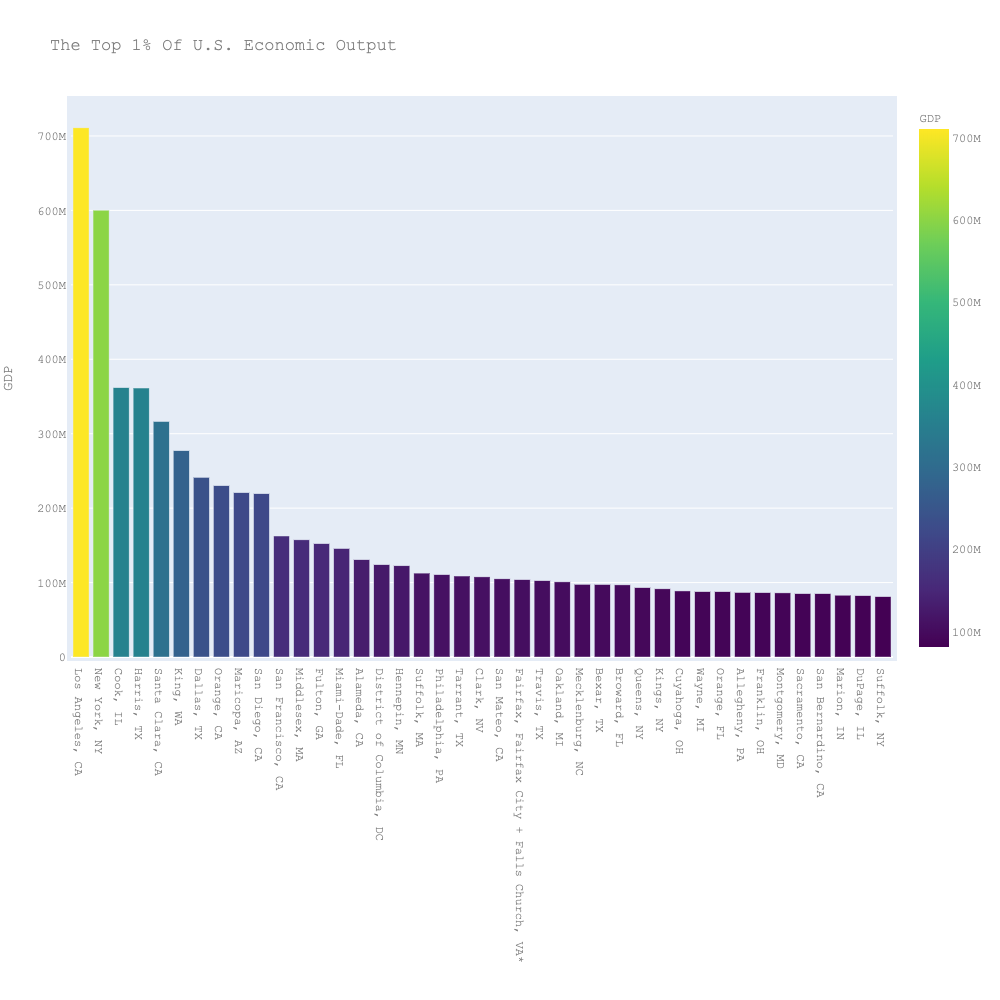 The Top 1% Of U.S. Economic Output
GDP
700M
600M
500M
400M
300M
200M
100M
0
GDP
700M
600M
500M
400M
300M
200M
100M
Los Angeles, CA
New York, NY
Cook, IL
Harris, TX
Santa Clara, CA
King, WA
Dallas, TX
Orange, CA
Maricopa, Az
San Diego, CA
San Francisco, CA
Middlesex, MA
Fulton, GA
Miami-Dade, FL
Alameda, CA
District of Columbia, DC
Hennepin, MN
Suffolk, MA
Philadelphia, PA
Tarrant, TX
Clark, NV
San Mateo, CA
Fairfax, Fairfax City + Falls Church, VA*
Travis, TX
Oakland, MI
Mecklenburg, NC
Bexar, TX
Broward, FL
Queens, NY
Kings, NY
Cuyahoga, OH
Wayne, MI
Orange, FL
Allegheny, PA
Franklin, OH
Montgomery, MD
Sacramento, CA
San Bernardino, CA
Marion, IN
DuPage, IL
Suffolk, NY